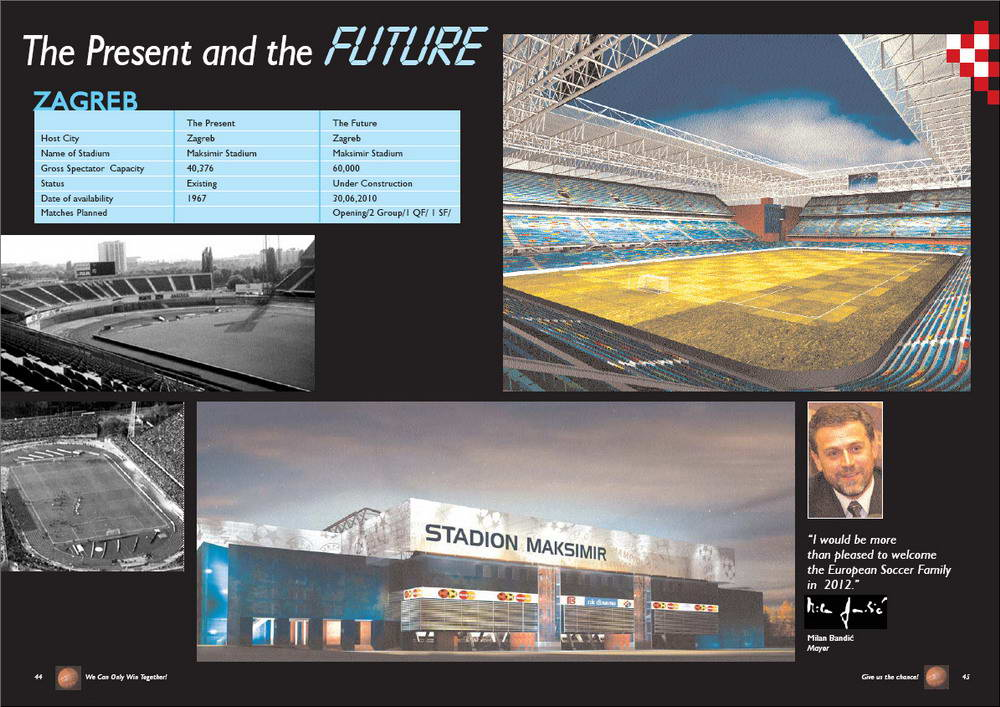 The Present and the FUTURE
ZAGREB
The Present The Future
Host City Zagreb Zagreb
Name of Stadium Maksimir Stadium Maksimir Stadium
Gross Spectator Capacity 40,376 60,000
Status Existing Under Construction
Date of availability 1967 30,06,2010
Matches Planned Opening/2 Group/1 QF/ 1 SF/
STADION MAKSIMIR
"I would be more
than pleased to welcome
the European Soccer Family
in 2012."
Milan Bandić
Mayor
44 We Can Only Win Together!
Give us the chance! 45